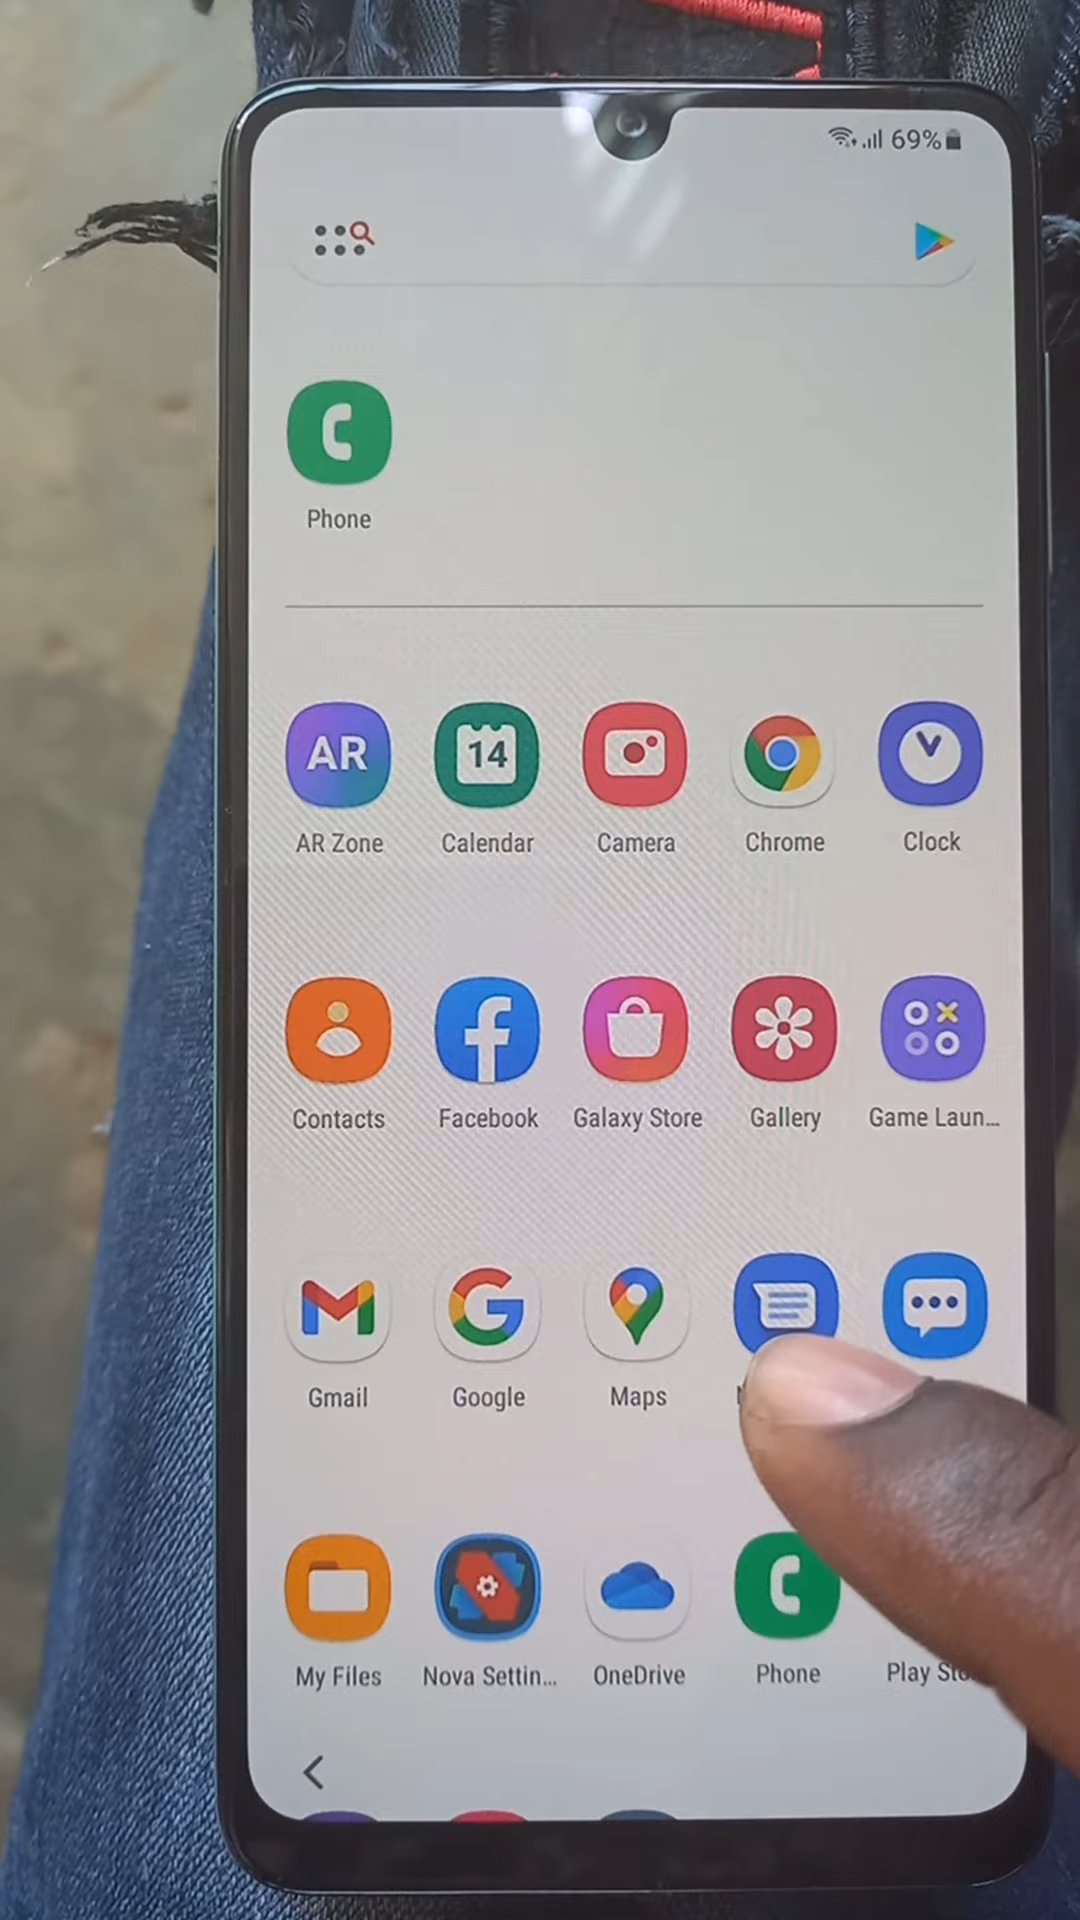 69%
Phone
AR
14
AR Zone Calendar Camera Chrome Clock
Contacts Facebook Galaxy Store Gallery Game Laun...
Gmail Google Maps
My Files Nova Settin... OneDrive Phone Play